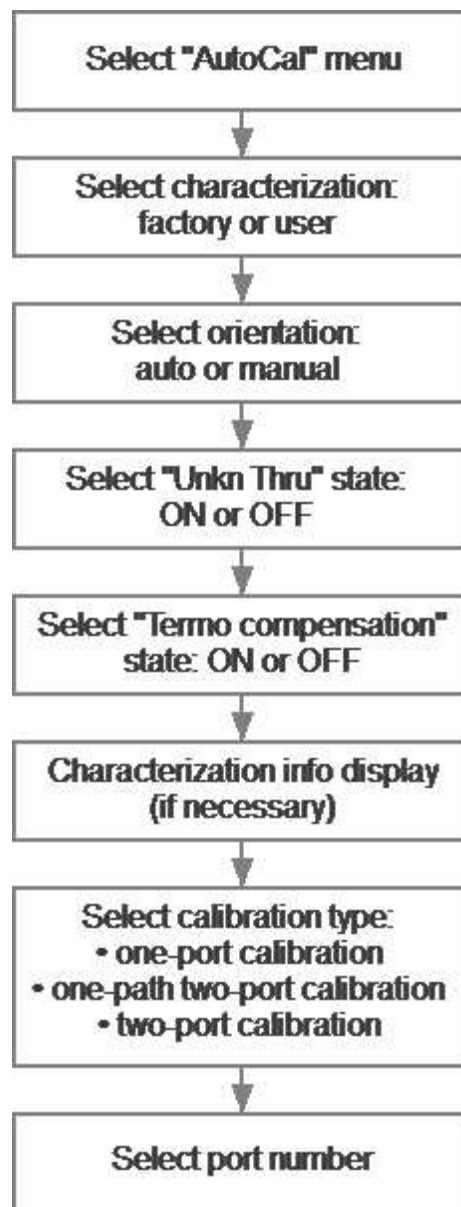 Select "AutoCal" menu
Select characterization:
factory or user
Select orientation:
auto or manual
Select "Unkn Thru" state:
ON or OFF
Select "Termo compensation"
state: ON or OFF
Characterization info display
(if necessary)
Select calibration type:
• one-port calibration
• one-path two-port calibration
• two-port calibration
Select port number